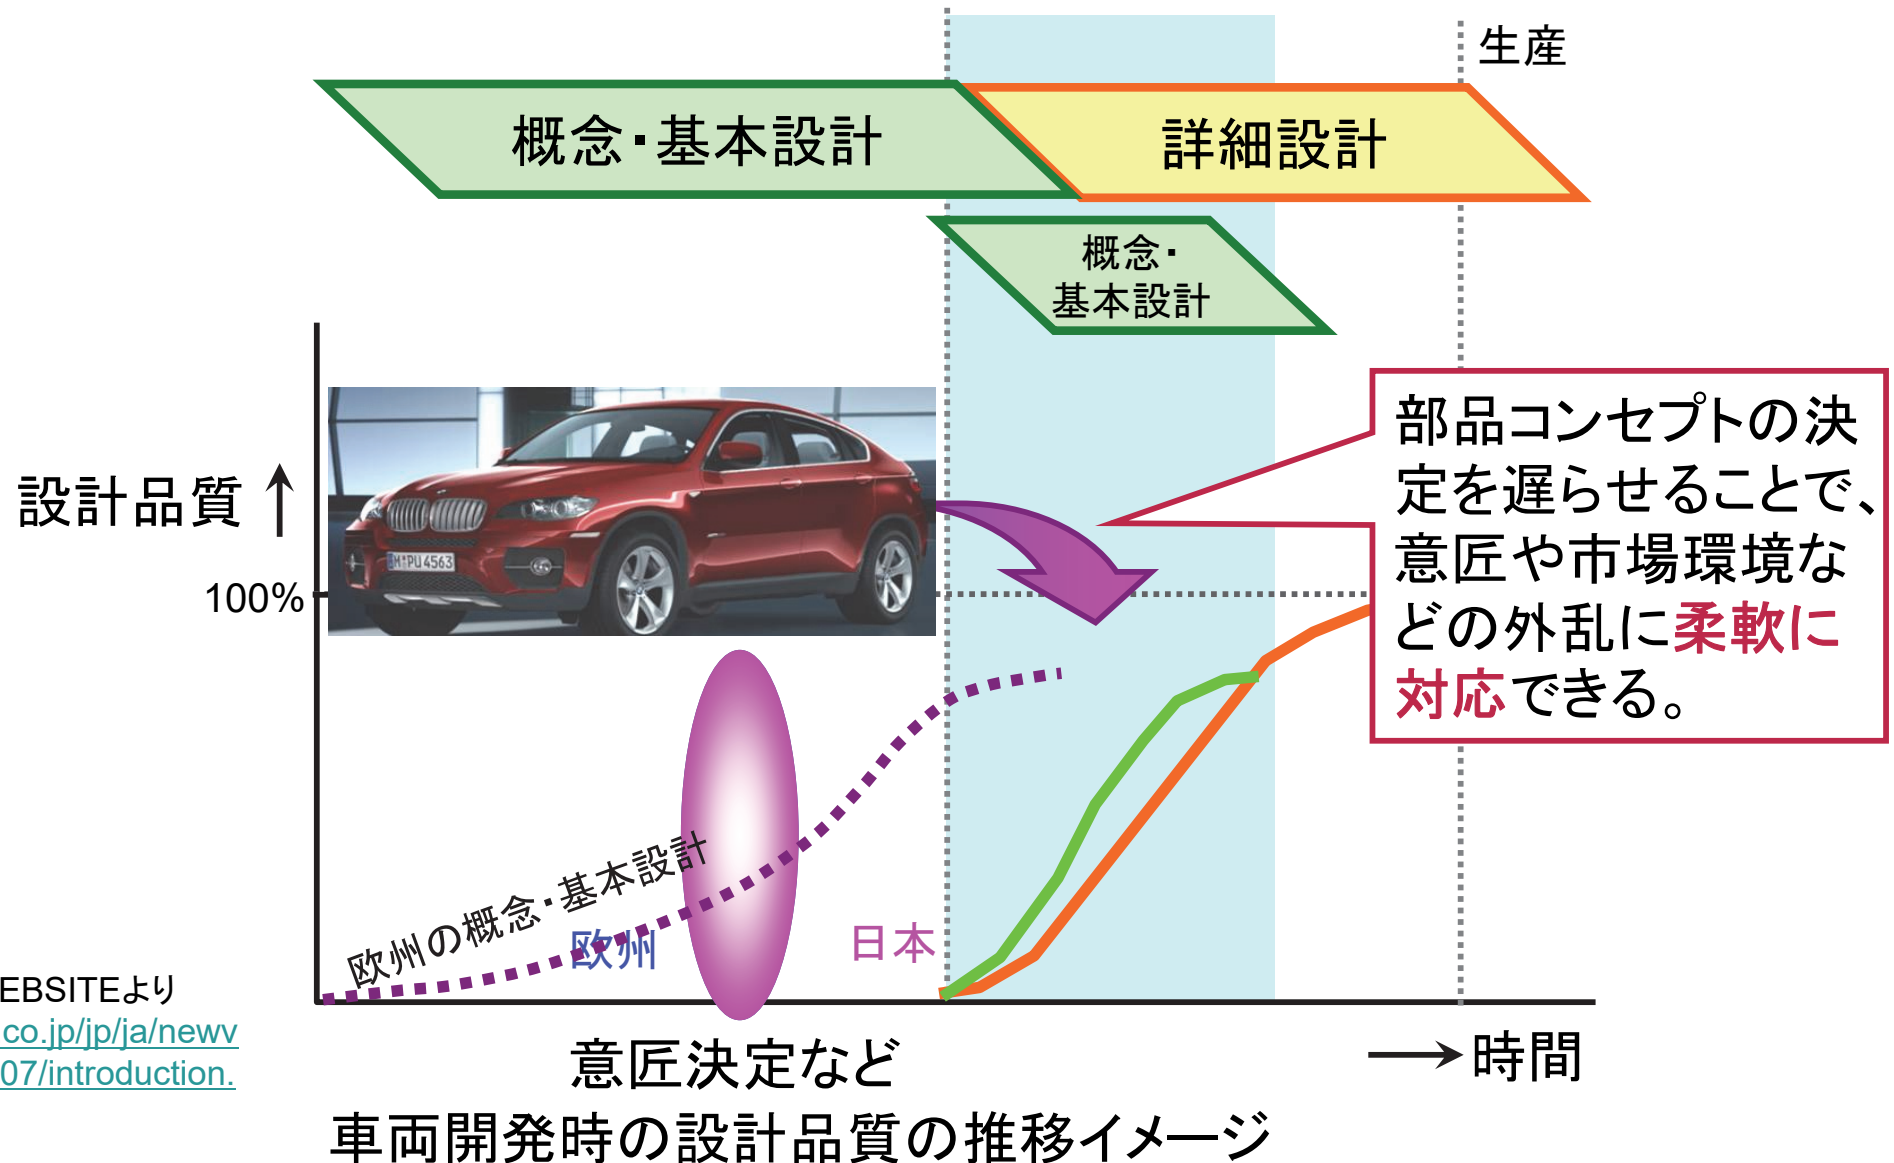 生産
概念・基本設計
詳細設計
概念・
基本設計
部品コンセプトの決
定を遅らせることで、
意匠や市場環境な
どの外乱に柔軟に
対応できる。
設計品質
100%
M PU 4563
欧州の概念・基本設計
欧州
日本
EBSITEより
co.jp/jp/ja/newv
07/introduction.
意匠決定など
時間
車両開発時の設計品質の推移イメージ